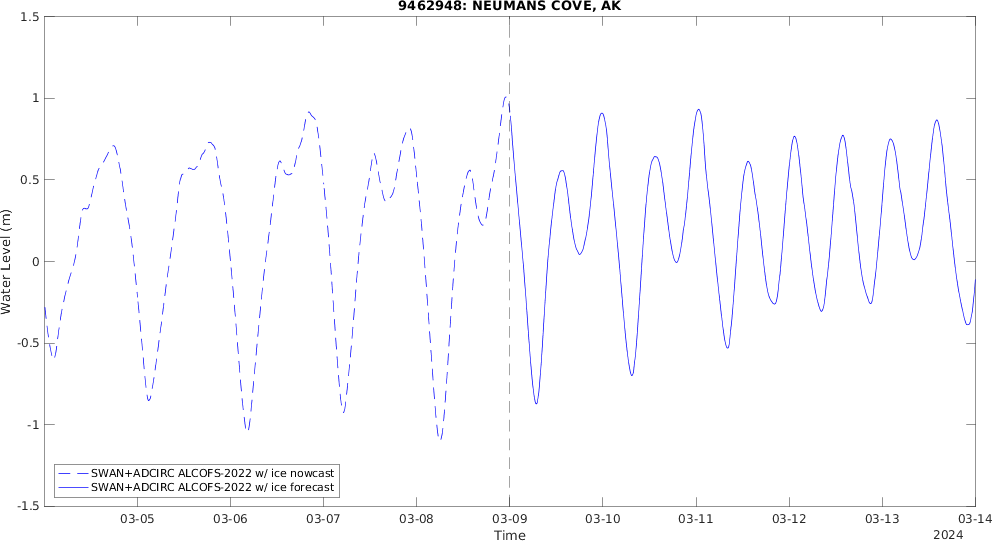 9462948: NEUMANS COVE, AK
1.5
1
0.5
0
-0.5
-1
-1.5
Water Level (m)
SWAN+ADCIRC ALCOFS-2022 w/ ice nowcast
SWAN+ADCIRC ALCOFS-2022 w/ ice forecast
03-05 03-06 03-07 03-08 03-09 03-10 03-11 03-12 03-13 03-14
Time
2024